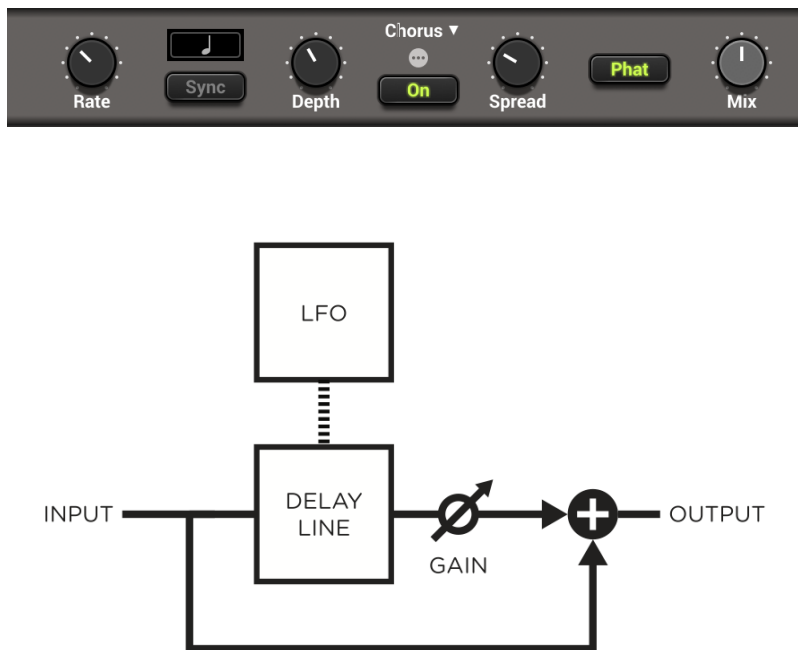 Chorus ▼
Rate
Sync
Depth
On
Spread
Phat
Mix
LFO
INPUT
DELAY
LINE
GAIN
OUTPUT